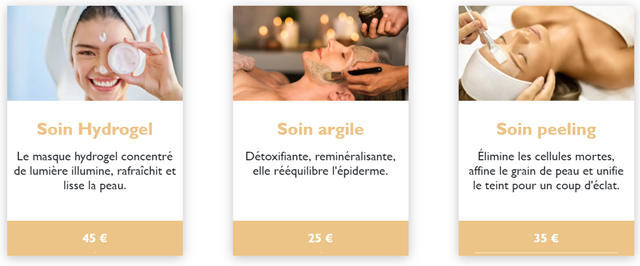 Soin Hydrogel
Le masque hydrogel concentré
de lumière illumine, rafraîchit et
lisse la peau.
45 €
Soin argile
Détoxifiante, reminéralisante,
elle rééquilibre l'épiderme.
25 €
Soin peeling
Élimine les cellules mortes,
affine le grain de peau et unifie
le teint pour un coup d'éclat.
35 €